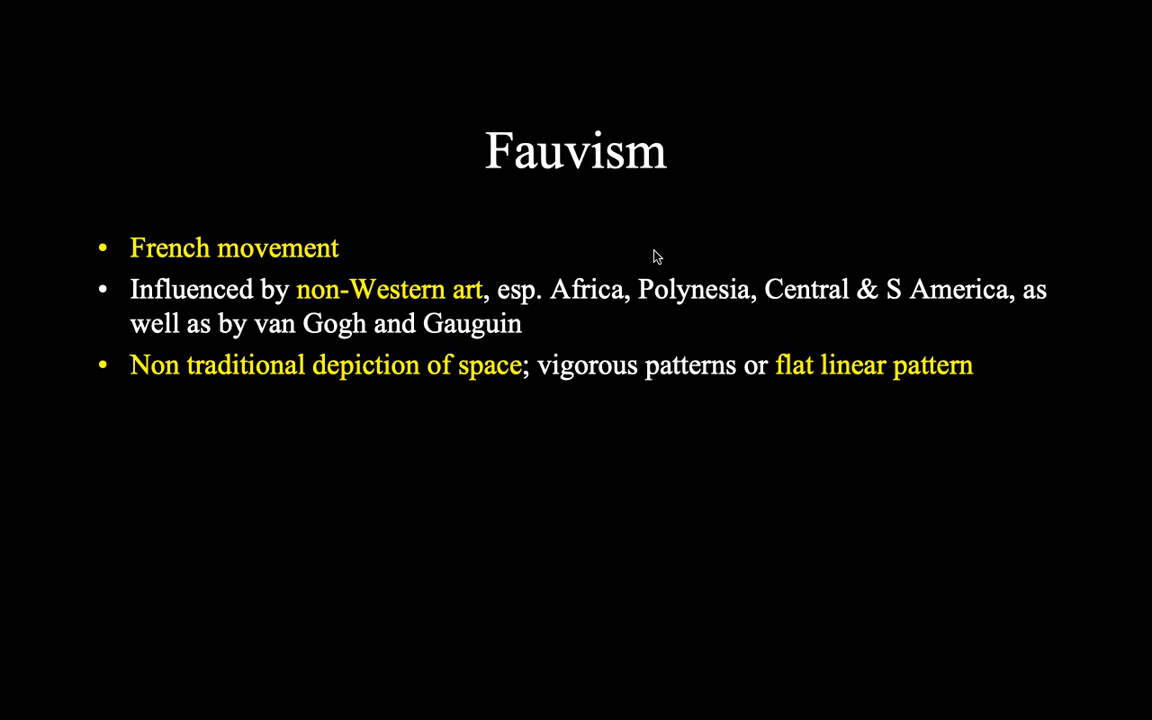 Fauvism
• French movement
• Influenced by non-Western art, esp. Africa, Polynesia, Central & S America, as
well as by van Gogh and Gauguin
• Non traditional depiction of space; vigorous patterns or flat linear pattern